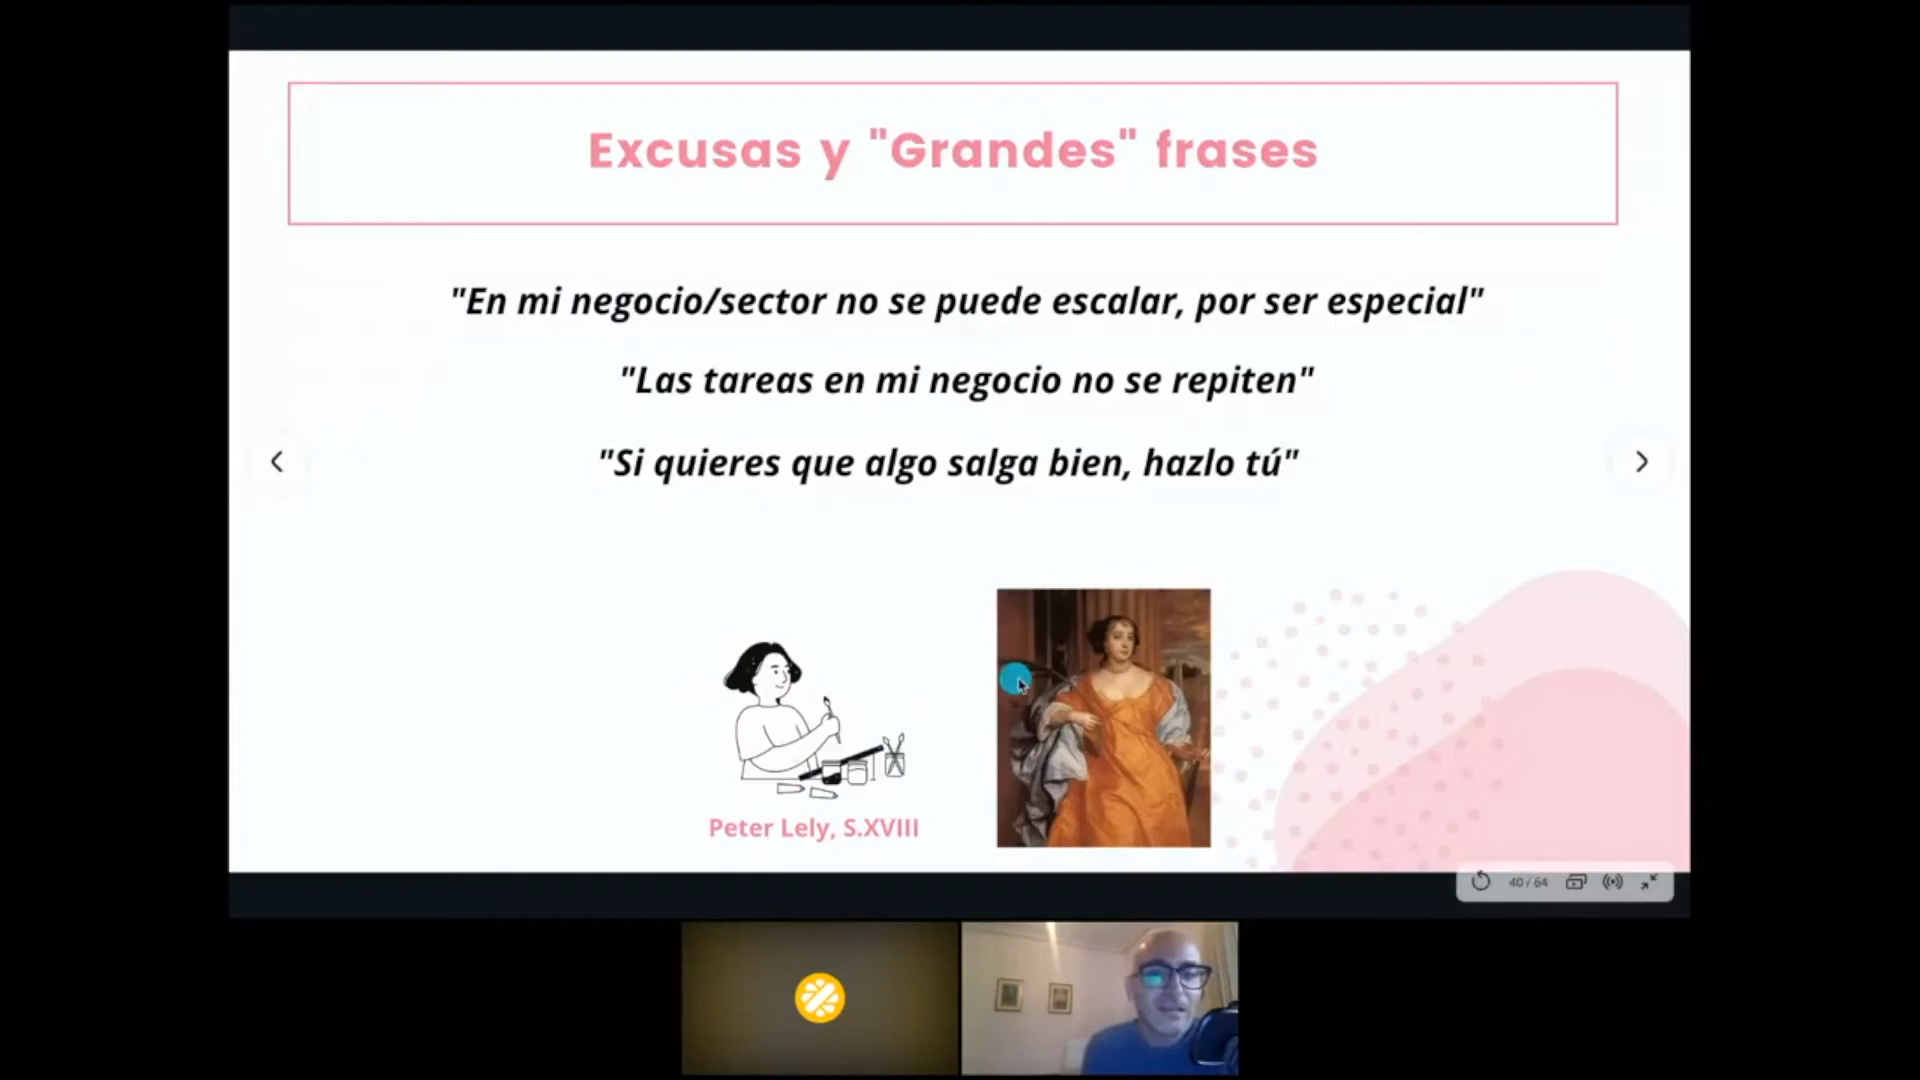 Excusas y "Grandes" frases
"En mi negocio/sector no se puede escalar, por ser especial"
"Las tareas en mi negocio no se repiten"
"Si quieres que algo salga bien, hazlo tú"
Peter Lely, S.XVIII
40 / 64